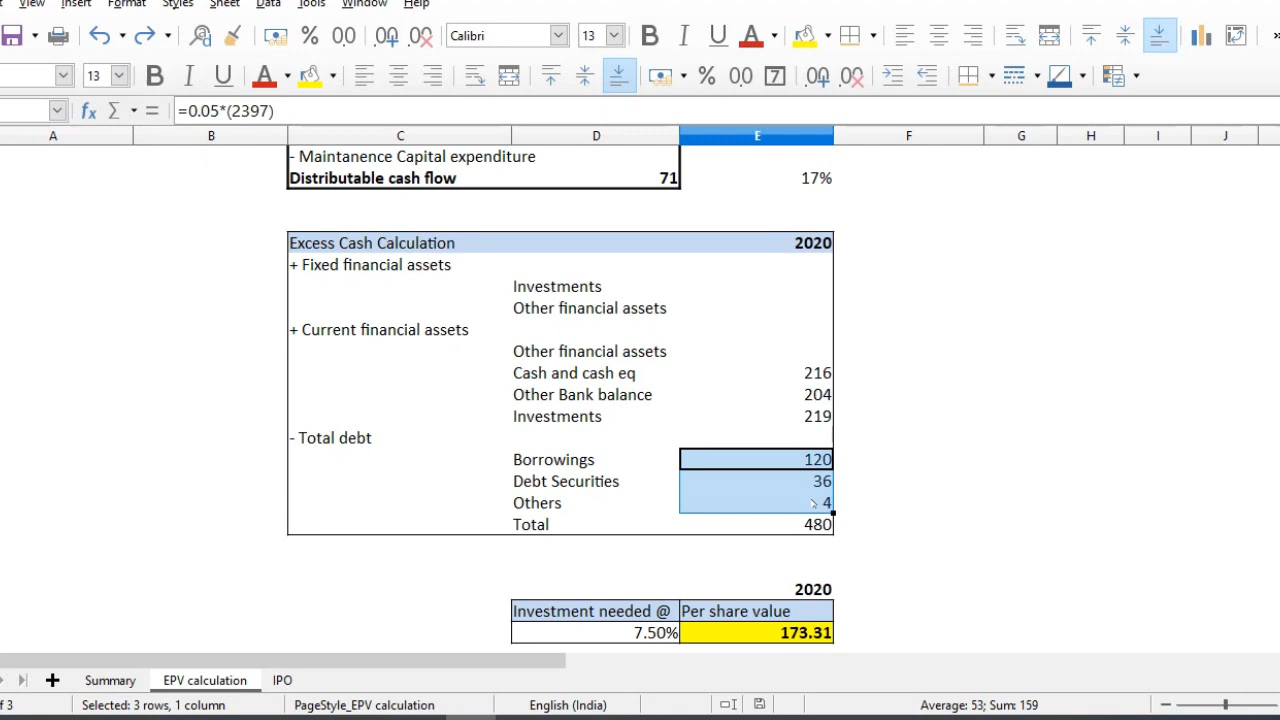 View Insert Format Styles Sheet Data Tools Window Help
Calibri 13
13
=0.05*(2397)
A B C D E F G H I J
- Maintanence Capital expenditure
Distributable cash flow 71 17%
Excess Cash Calculation 2020
+ Fixed financial assets
Investments
Other financial assets
+ Current financial assets
Other financial assets
Cash and cash eq 216
Other Bank balance 204
Investments 219
- Total debt
Borrowings 120
Debt Securities 36
Others 4
Total 480
2020
Investment needed @ Per share value
7.50% 173.31
Summary EPV calculation IPO
of 3 Selected: 3 rows, 1 column PageStyle_EPV calculation English (India) Average: 53; Sum: 159